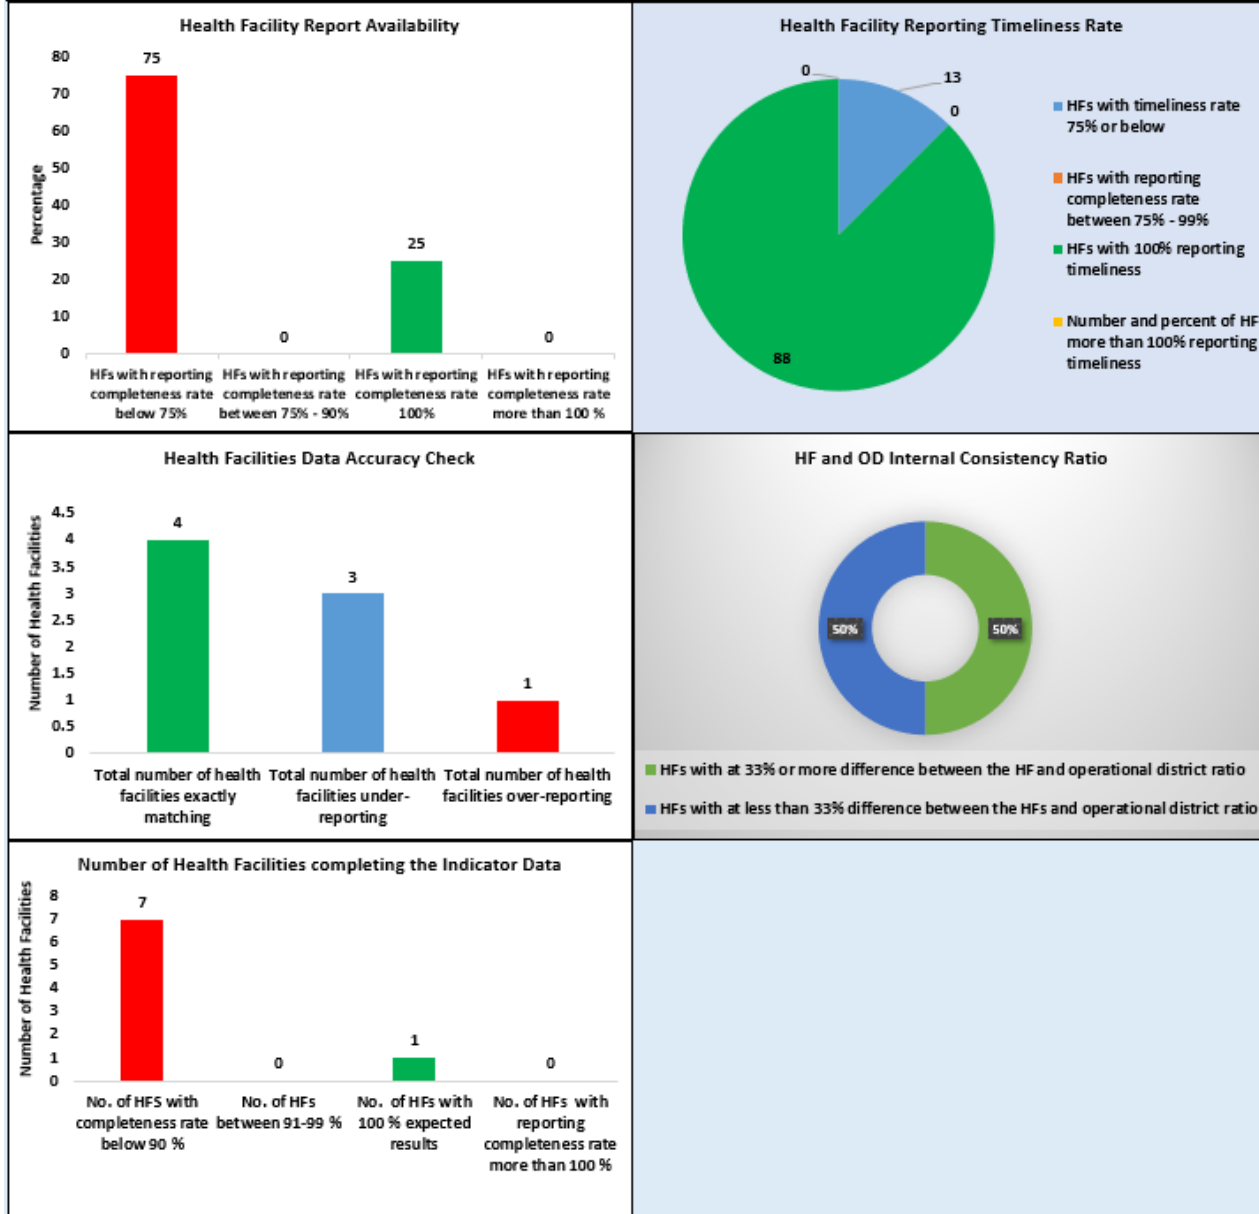 Health Facility Report Availability
Percentage
80
70
60
50
40
30
20
10
0
75
0
25
0
HFs with reporting
completeness rate
below 75%
HFs with reporting
completeness rate
between 75% - 90%
HFs with reporting
completeness rate
100%
HFs with reporting
completeness rate
more than 100 %
Health Facility Reporting Timeliness Rate
0
13
0
88
HFs with timeliness rate
75% or below
HFs with reporting
completeness rate
between 75% - 99%
HFs with 100% reporting
timeliness
Number and percent of HF
more than 100% reporting
timeliness
Health Facilities Data Accuracy Check
Number of Health Facilities
4.5
4
3.5
3
2.5
2
1.5
1
0.5
0
4
3
1
Total number of health
facilities exactly
matching
Total number of health
facilities under-
reporting
Total number of health
facilities over-reporting
HF and OD Internal Consistency Ratio
50%
50%
HFs with at 33% or more difference between the HF and operational district ratio
HFs with at less than 33% difference between the HFs and operational district ratio
Number of Health Facilities completing the Indicator Data
Number of Health Facilities
8
7
6
5
4
3
2
1
0
7
0
1
0
No. of HFS with
completeness rate
below 90 %
No. of HFs
between 91-99 %
No. of HFs with
100 % expected
results
No. of HFs with
reporting
completeness rate
more than 100 %